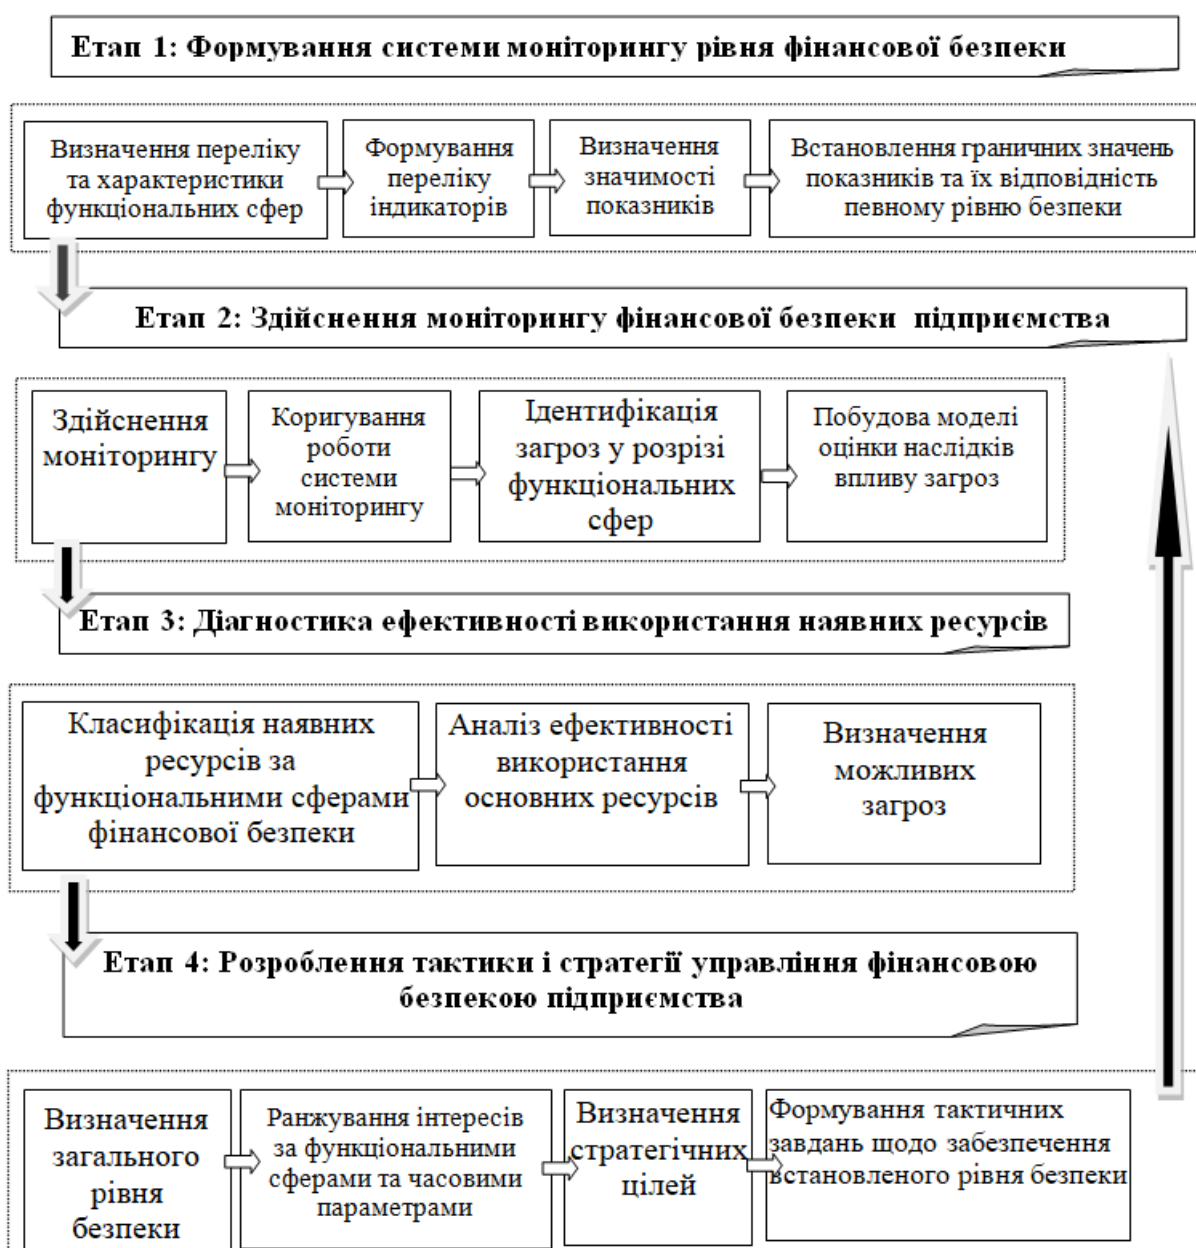 Етап 1: Формування системи моніторингу рівня фінансової безпеки
Визначення переліку
та характеристики
функціональних сфер
Формування
переліку
індикаторів
Визначення
значимості
показників
Встановлення граничних значень
показників та їх відповідність
певному рівню безпеки
Етап 2: Здійснення моніторингу фінансової безпеки підприємства
Здійснення
моніторингу
Коригування
роботи
системи
моніторингу
Ідентифікація
загроз у розрізі
функціональних
сфер
Побудова моделі
оцінки наслідків
впливу загроз
Етап 3: Діагностика ефективності використання наявних ресурсів
Класифікація наявних
ресурсів за
функціональними сферами
фінансової безпеки
Аналіз ефективності
використання
основних ресурсів
Визначення
можливих
загроз
Етап 4: Розроблення тактики і стратегії управління фінансовою
безпекою підприємства
Визначення
загального
рівня
безпеки
Ранжування інтересів
за функціональними
сферами та часовими
параметрами
Визначення
стратегічних
цілей
Формування тактичних
завдань щодо забезпечення
встановленого рівня безпеки